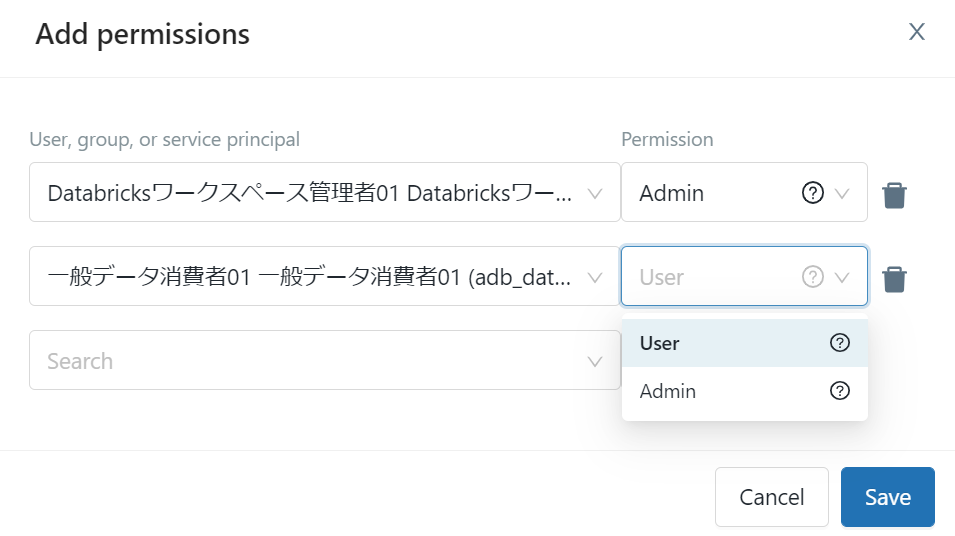 Add permissions
User, group, or service principal
Permission
Databricksワークスペース管理者01 Databricksワー...
Admin
一般データ消費者01 一般データ消費者01 (adb_dat...
User
Search
User
Admin
Cancel
Save